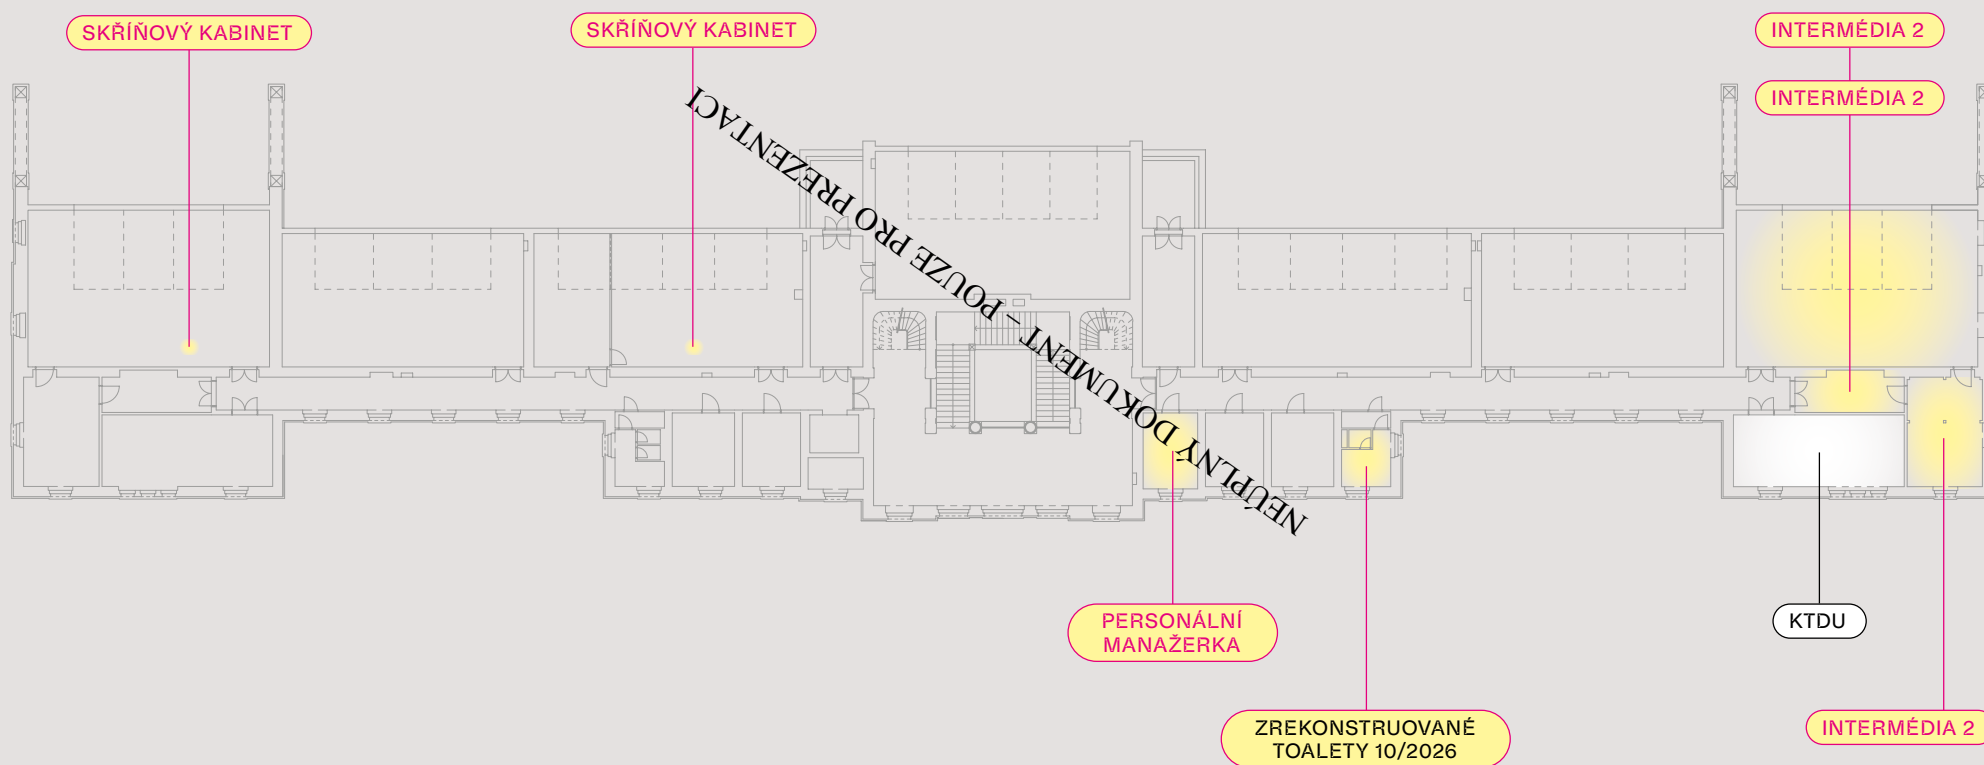 SKŘÍŇOVÝ KABINET
SKŘÍŇOVÝ KABINET
INTERMÉDIA 2
INTERMÉDIA 2
NEÚPLNÝ DOKUMENT – POUZE PRO PREZENTACI
PERSONÁLNÍ
MANAŽERKA
KTDU
ZREKONSTRUOVANÉ
TOALETY 10/2026
INTERMÉDIA 2